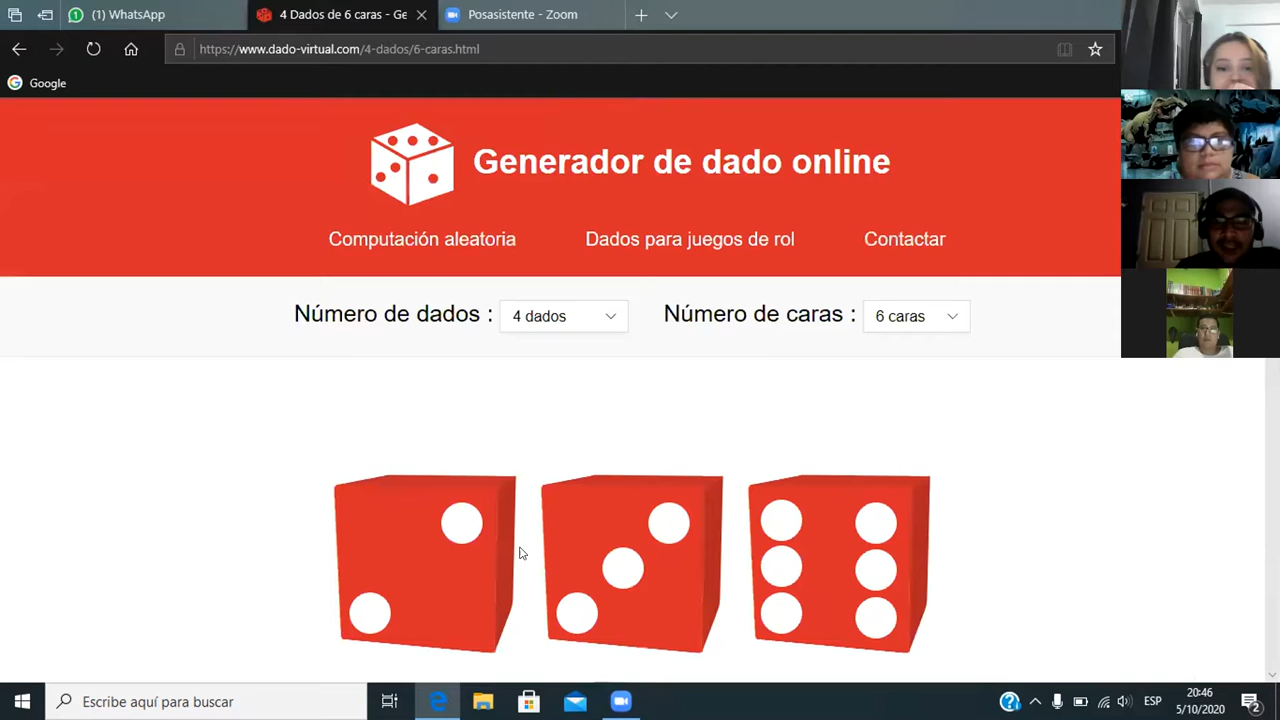 WhatsApp
4 Dados de 6 caras - Ge
Posasistente - Zoom
https://www.dado-virtual.com/4-dados/6-caras.html
Google
Generador de dado online
Computación aleatoria
Dados para juegos de rol
Contactar
Número de dados :
4 dados
Número de caras :
6 caras
Escribe aquí para buscar
ESP
20:46
5/10/2020
2